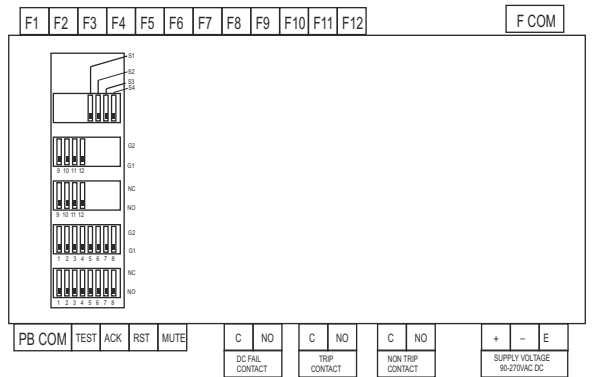 F1 F2 F3 F4 F5 F6 F7 F8 F9 F10 F11 F12 F COM
S1
S2
S3
S4
G2
G1
9 10 11 12
NC
NO
9 10 11 12
G2
G1
1 2 3 4 5 6 7 8
NC
NO
1 2 3 4 5 6 7 8
PB COM TEST ACK RST MUTE C NO C NO C NO + – E
DC FAIL CONTACT TRIP CONTACT NON TRIP CONTACT SUPPLY VOLTAGE 90-270VAC DC